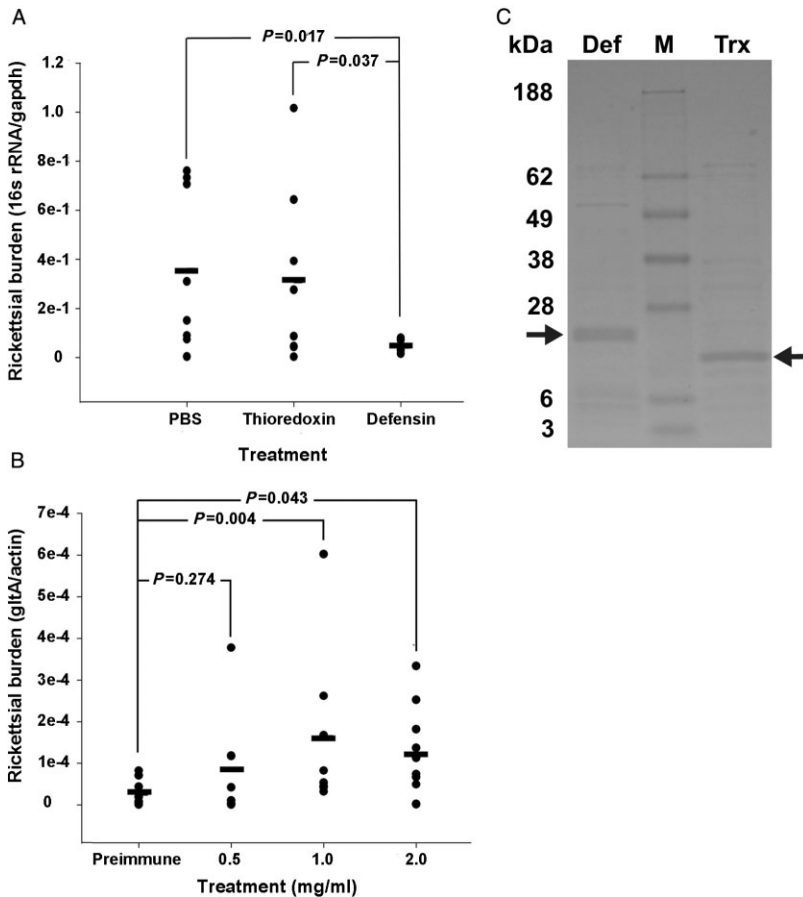 A
P=0.017
P=0.037
1.2
1.0
8e-1
6e-1
4e-1
2e-1
0
Rickettsial burden (16s rRNA/gapdh)
PBS Thioredoxin Defensin
Treatment
B
P=0.043
P=0.004
P=0.274
7e-4
6e-4
5e-4
4e-4
3e-4
2e-4
1e-4
0
Rickettsial burden (gltA/actin)
Preimmune 0.5 1.0 2.0
Treatment (mg/ml)
C
kDa Def M Trx
188
62
49
38
28
6
3